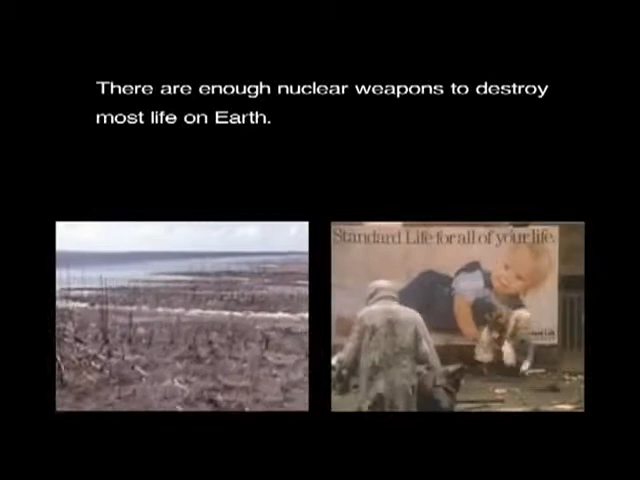 There are enough nuclear weapons to destroy
most life on Earth.
Standard Life for all of your life.